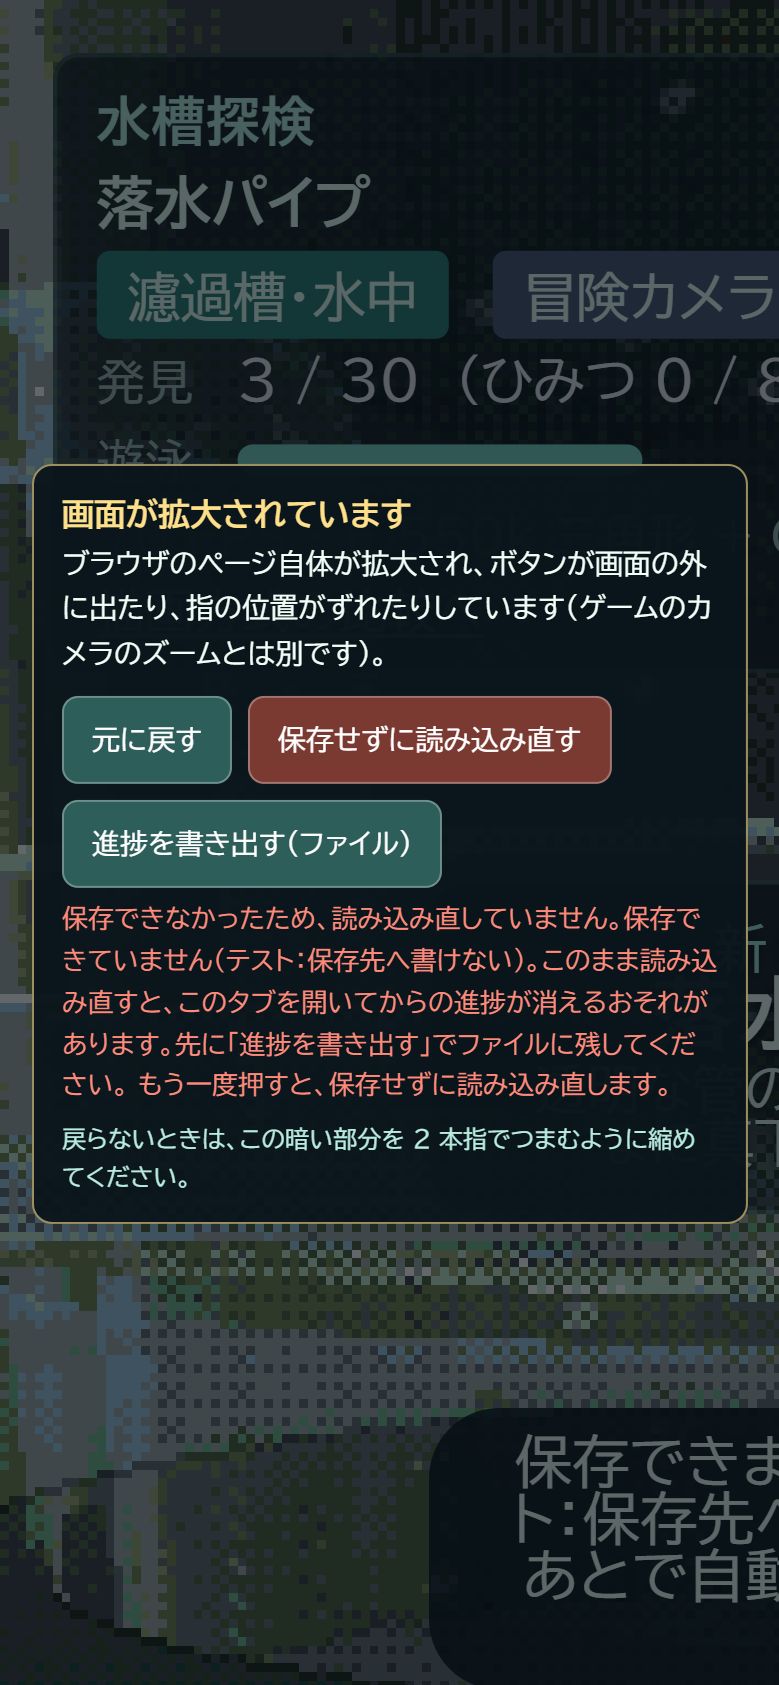 水槽探検
落水パイプ
濾過槽・水中
冒険カメラ
発見 3 / 30 （ひみつ 0 / 8
遊泳
画面が拡大されています
ブラウザのページ自体が拡大され、ボタンが画面の外
に出たり、指の位置がずれたりしています（ゲームのカ
メラのズームとは別です）。
元に戻す
保存せずに読み込み直す
進捗を書き出す（ファイル）
保存できなかったため、読み込み直していません。保存で
きていません（テスト：保存先へ書けない）。このまま読み込
み直すと、このタブを開いてからの進捗が消えるおそれが
あります。先に「進捗を書き出す」でファイルに残してくだ
さい。 もう一度押すと、保存せずに読み込み直します。
戻らないときは、この暗い部分を 2 本指でつまむように縮め
てください。
新
水
の
保存できま
ト：保存先へ
あとで自動